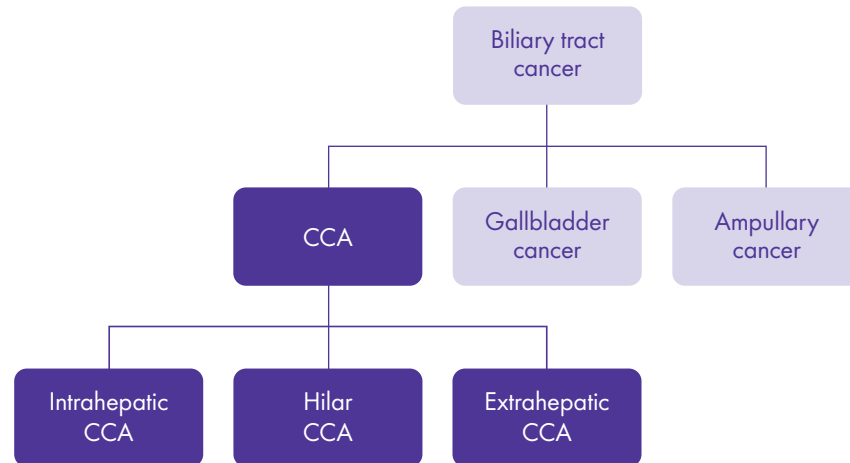 Biliary tract
cancer
CCA
Gallbladder
cancer
Ampullary
cancer
Intrahepatic
CCA
Hilar
CCA
Extrahepatic
CCA